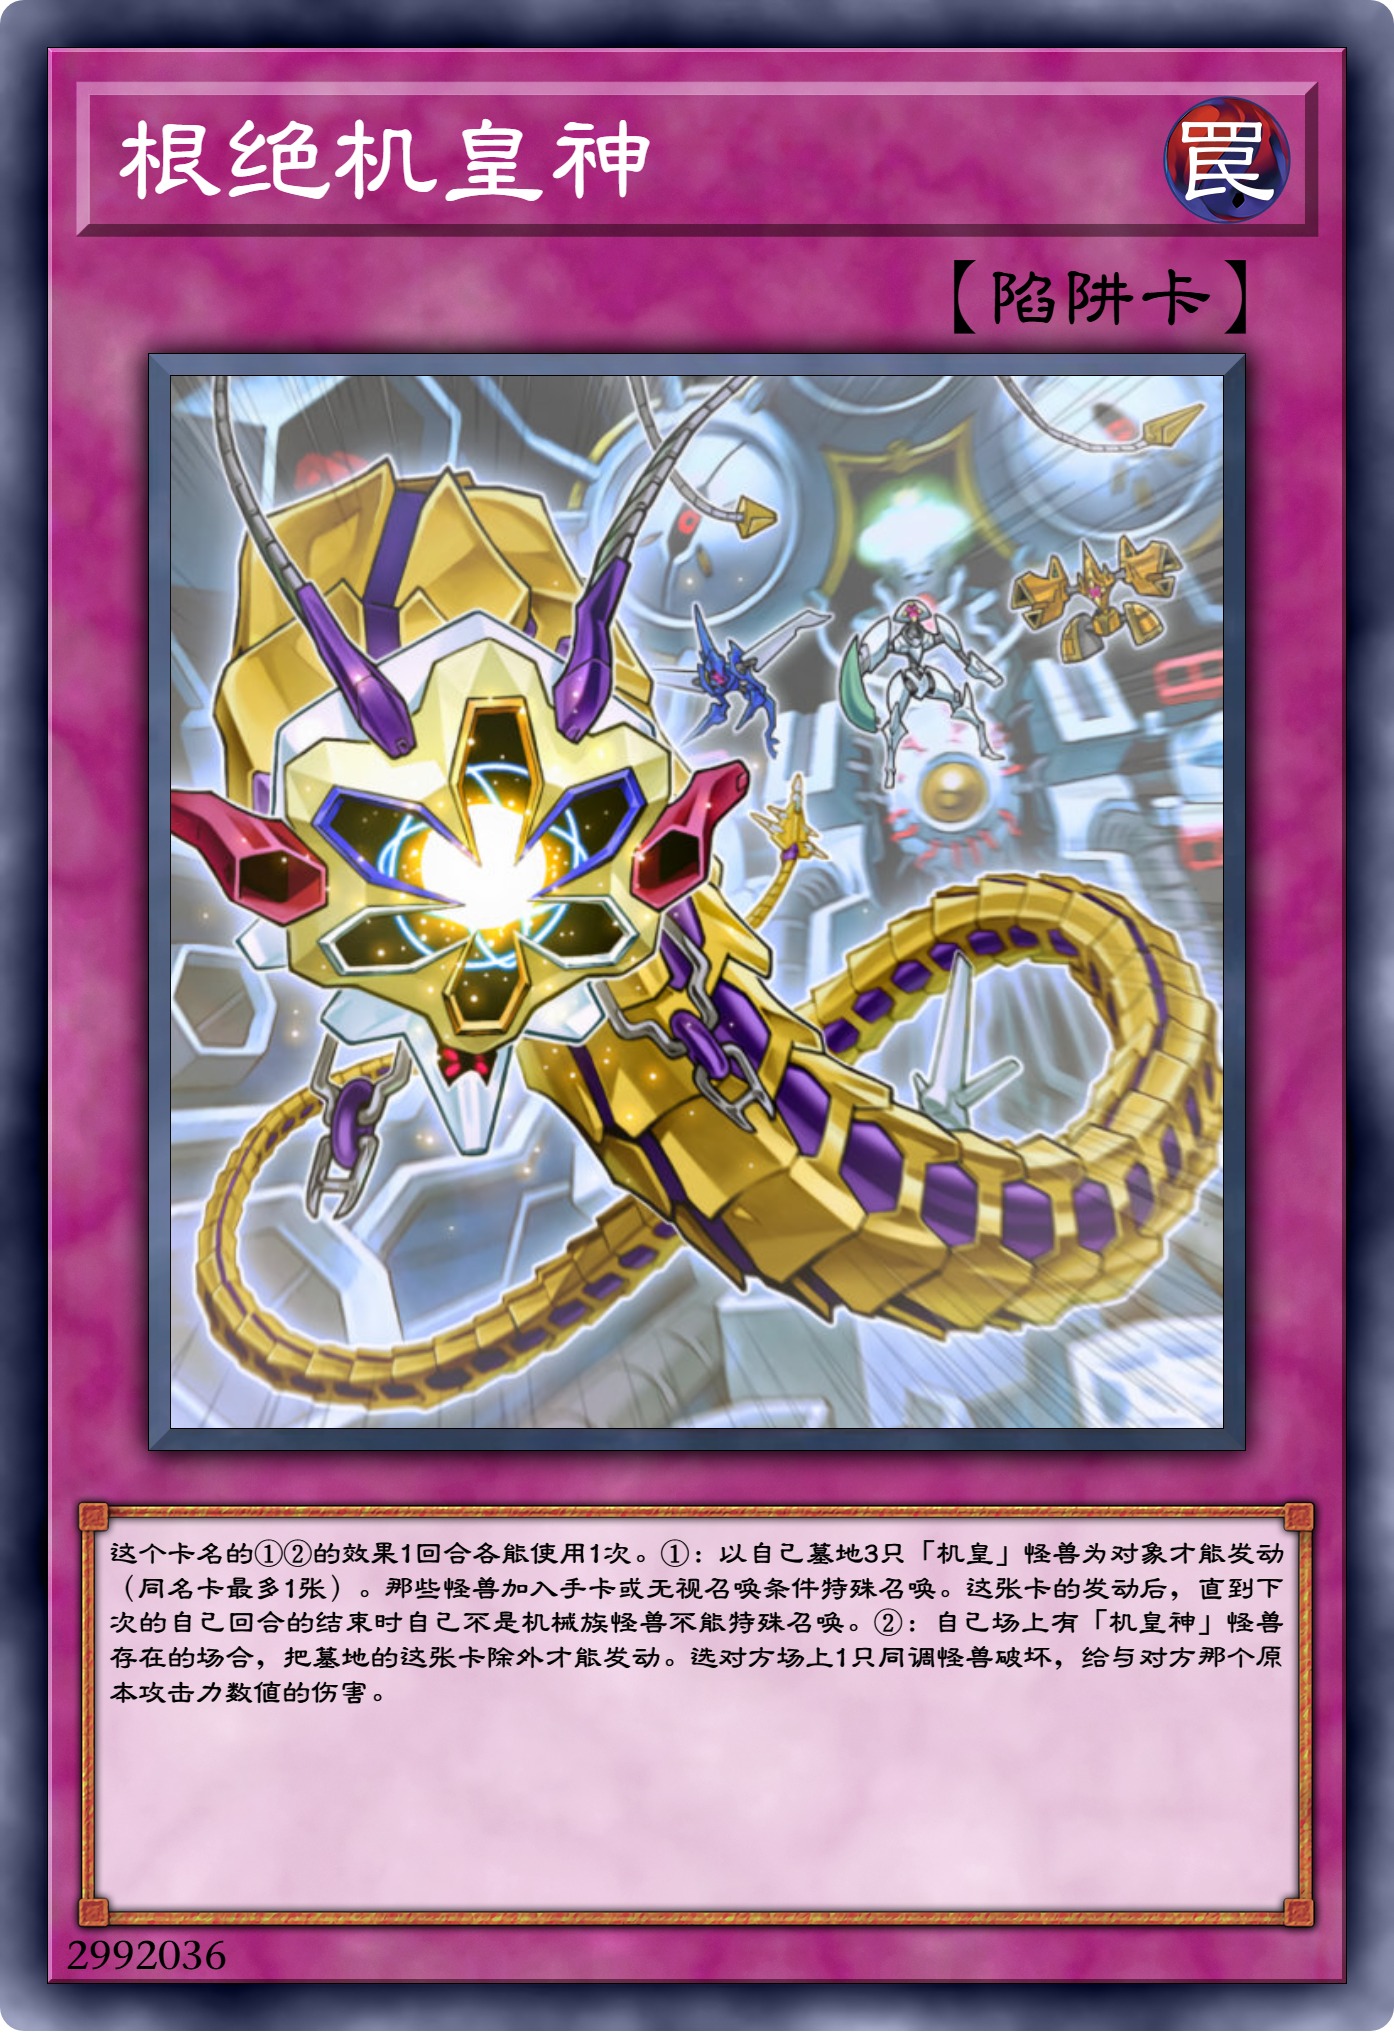 根绝机皇神
罠
【陷阱卡】
这个卡名的①②的效果1回合各能使用1次。①：以自己墓地3只「机皇」怪兽为对象才能发动
（同名卡最多1张）。那些怪兽加入手卡或无视召唤条件特殊召唤。这张卡的发动后，直到下
次的自己回合的结束时自己不是机械族怪兽不能特殊召唤。②：自己场上有「机皇神」怪兽
存在的场合，把墓地的这张卡除外才能发动。选对方场上1只同调怪兽破坏，给与对方那个原
本攻击力数值的伤害。
2992036